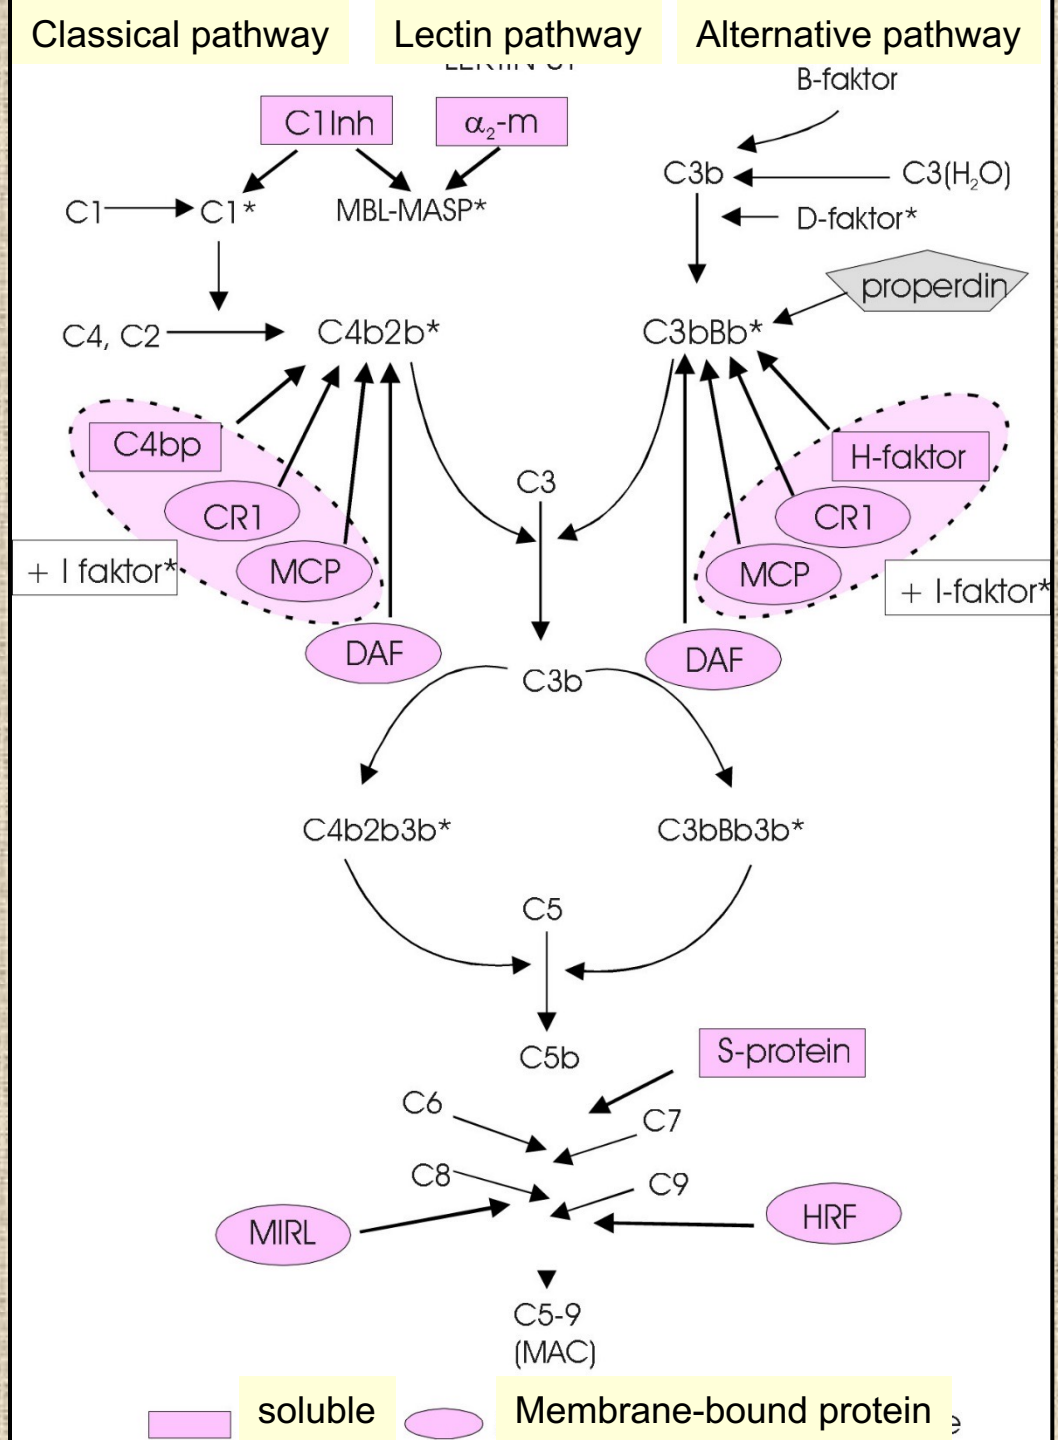 Classical pathway
Lectin pathway
Alternative pathway
B-faktor
C1Inh
α₂-m
C3b
C3(H₂O)
C1
C1*
MBL-MASP*
D-faktor*
properdin
C4, C2
C4b2b*
C3bBb*
C4bp
H-faktor
C3
CR1
CR1
+ I faktor*
MCP
MCP
+ I-faktor*
DAF
DAF
C3b
C4b2b3b*
C3bBb3b*
C5
C5b
S-protein
C6
C7
C8
C9
MIRL
HRF
C5-9
(MAC)
soluble
Membrane-bound protein